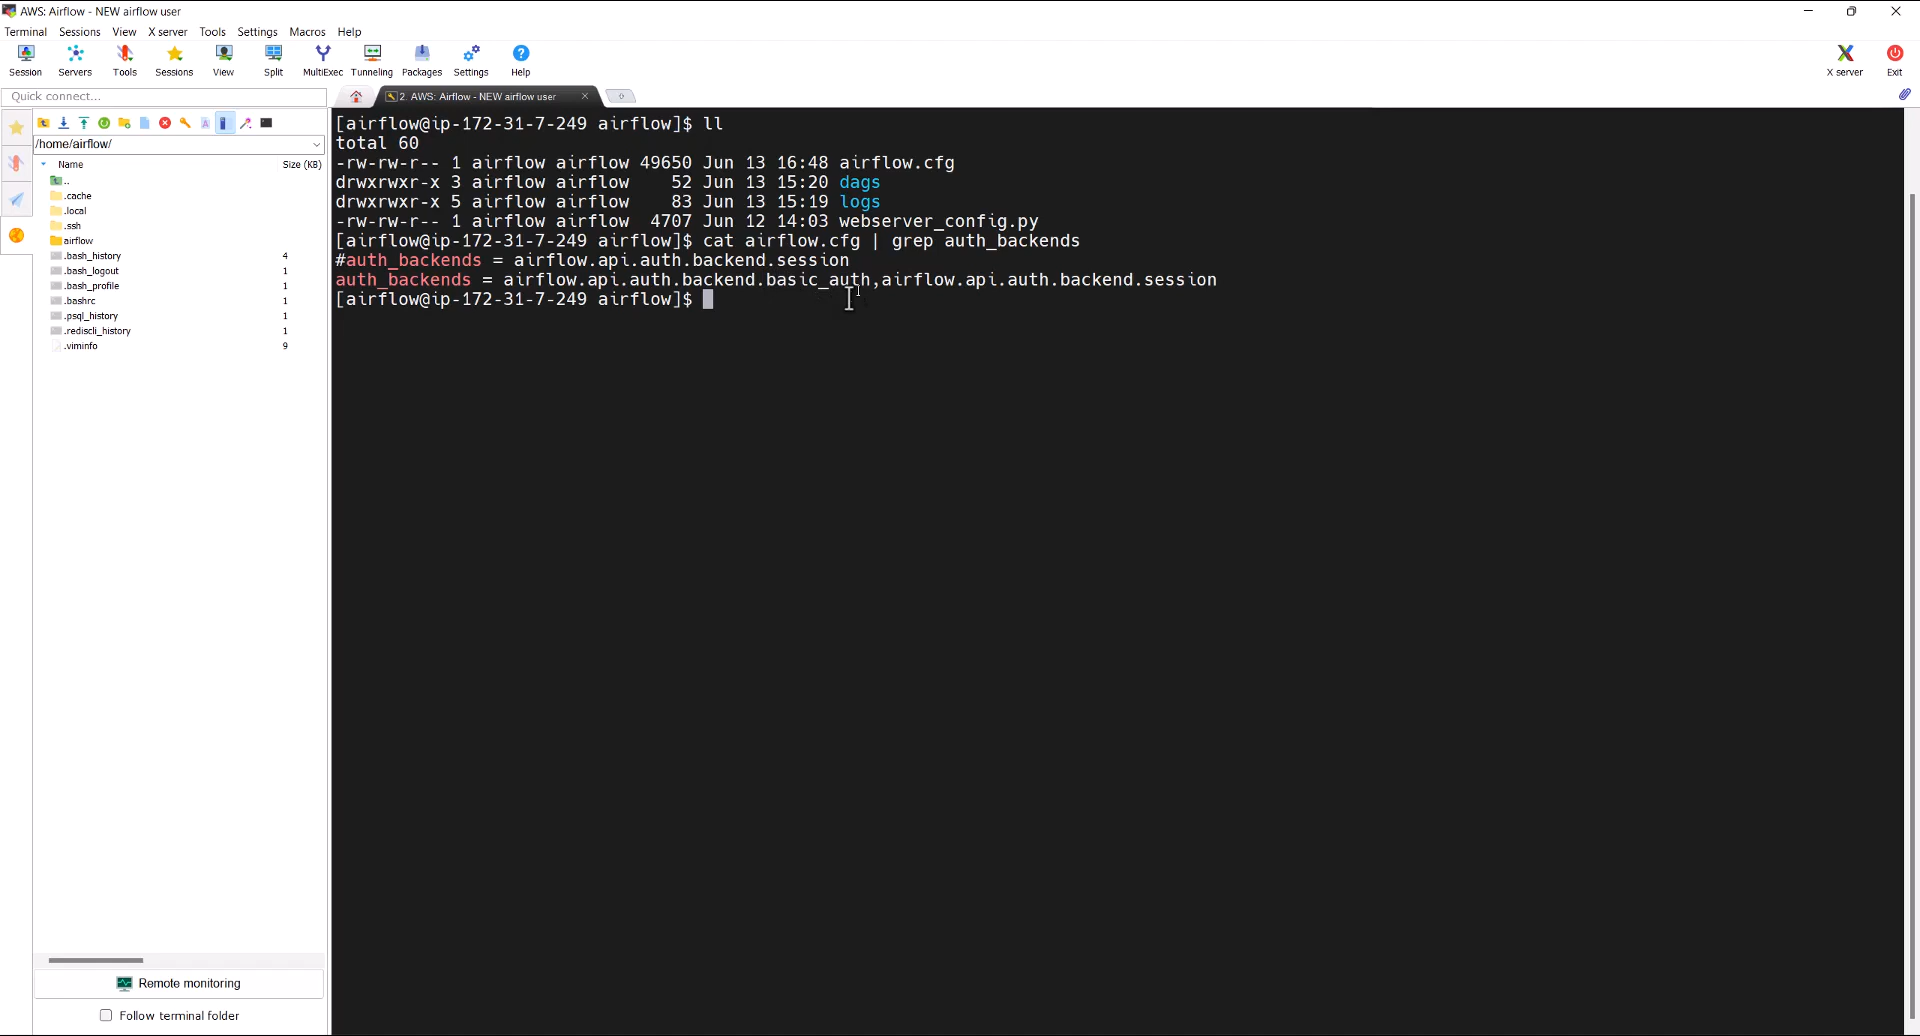 AWS: Airflow - NEW airflow user
Terminal Sessions View X server Tools Settings Macros Help
Session Servers Tools Sessions View Split MultiExec Tunneling Packages Settings Help X server Exit
Quick connect...
2. AWS: Airflow - NEW airflow user
/home/airflow/
Name Size (KB)
..
.cache
.local
.ssh
airflow
.bash_history 4
.bash_logout 1
.bash_profile 1
.bashrc 1
.psql_history 1
.rediscli_history 1
.viminfo 9
Remote monitoring
Follow terminal folder
[airflow@ip-172-31-7-249 airflow]$ ll
total 60
-rw-rw-r-- 1 airflow airflow 49650 Jun 13 16:48 airflow.cfg
drwxrwxr-x 3 airflow airflow 52 Jun 13 15:20 dags
drwxrwxr-x 5 airflow airflow 83 Jun 13 15:19 logs
-rw-rw-r-- 1 airflow airflow 4707 Jun 12 14:03 webserver_config.py
[airflow@ip-172-31-7-249 airflow]$ cat airflow.cfg | grep auth_backends
#auth_backends = airflow.api.auth.backend.session
auth_backends = airflow.api.auth.backend.basic_auth,airflow.api.auth.backend.session
[airflow@ip-172-31-7-249 airflow]$